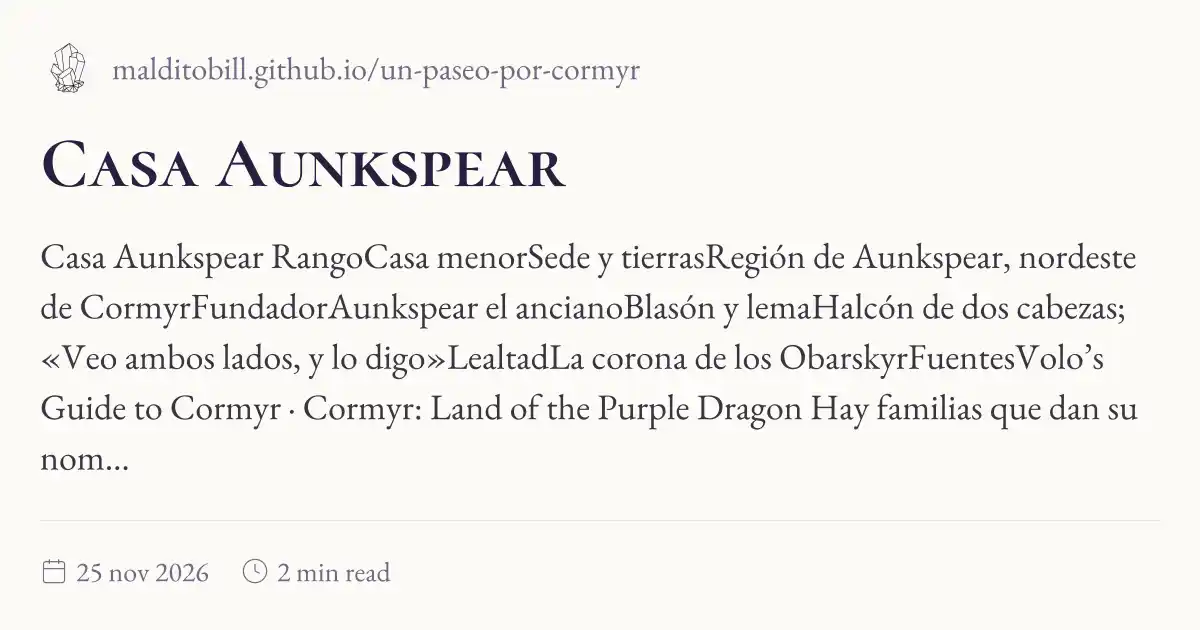 malditobill.github.io/un-paseo-por-cormyr
Casa Aunkspear
Casa Aunkspear RangoCasa menorSede y tierrasRegión de Aunkspear, nordeste
de CormyrFundadorAunkspear el ancianoBlasón y lemaHalcón de dos cabezas;
«Veo ambos lados, y lo digo»LealtadLa corona de los ObarskyrFuentesVolo’s
Guide to Cormyr · Cormyr: Land of the Purple Dragon Hay familias que dan su
nom...
25 nov 2026
2 min read